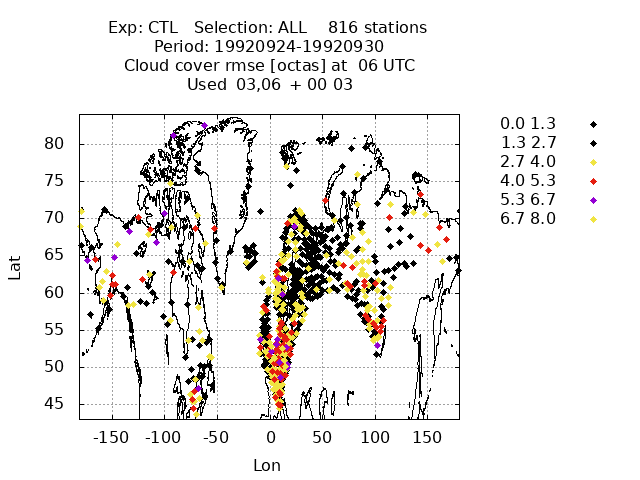 Exp: CTL   Selection: ALL    816 stations
Period: 19920924-19920930
Cloud cover rmse [octas] at  06 UTC
Used  03,06  + 00 03
0.0 1.3
1.3 2.7
2.7 4.0
4.0 5.3
5.3 6.7
6.7 8.0
Lat
80
75
70
65
60
55
50
45
-150 -100 -50 0 50 100 150
Lon